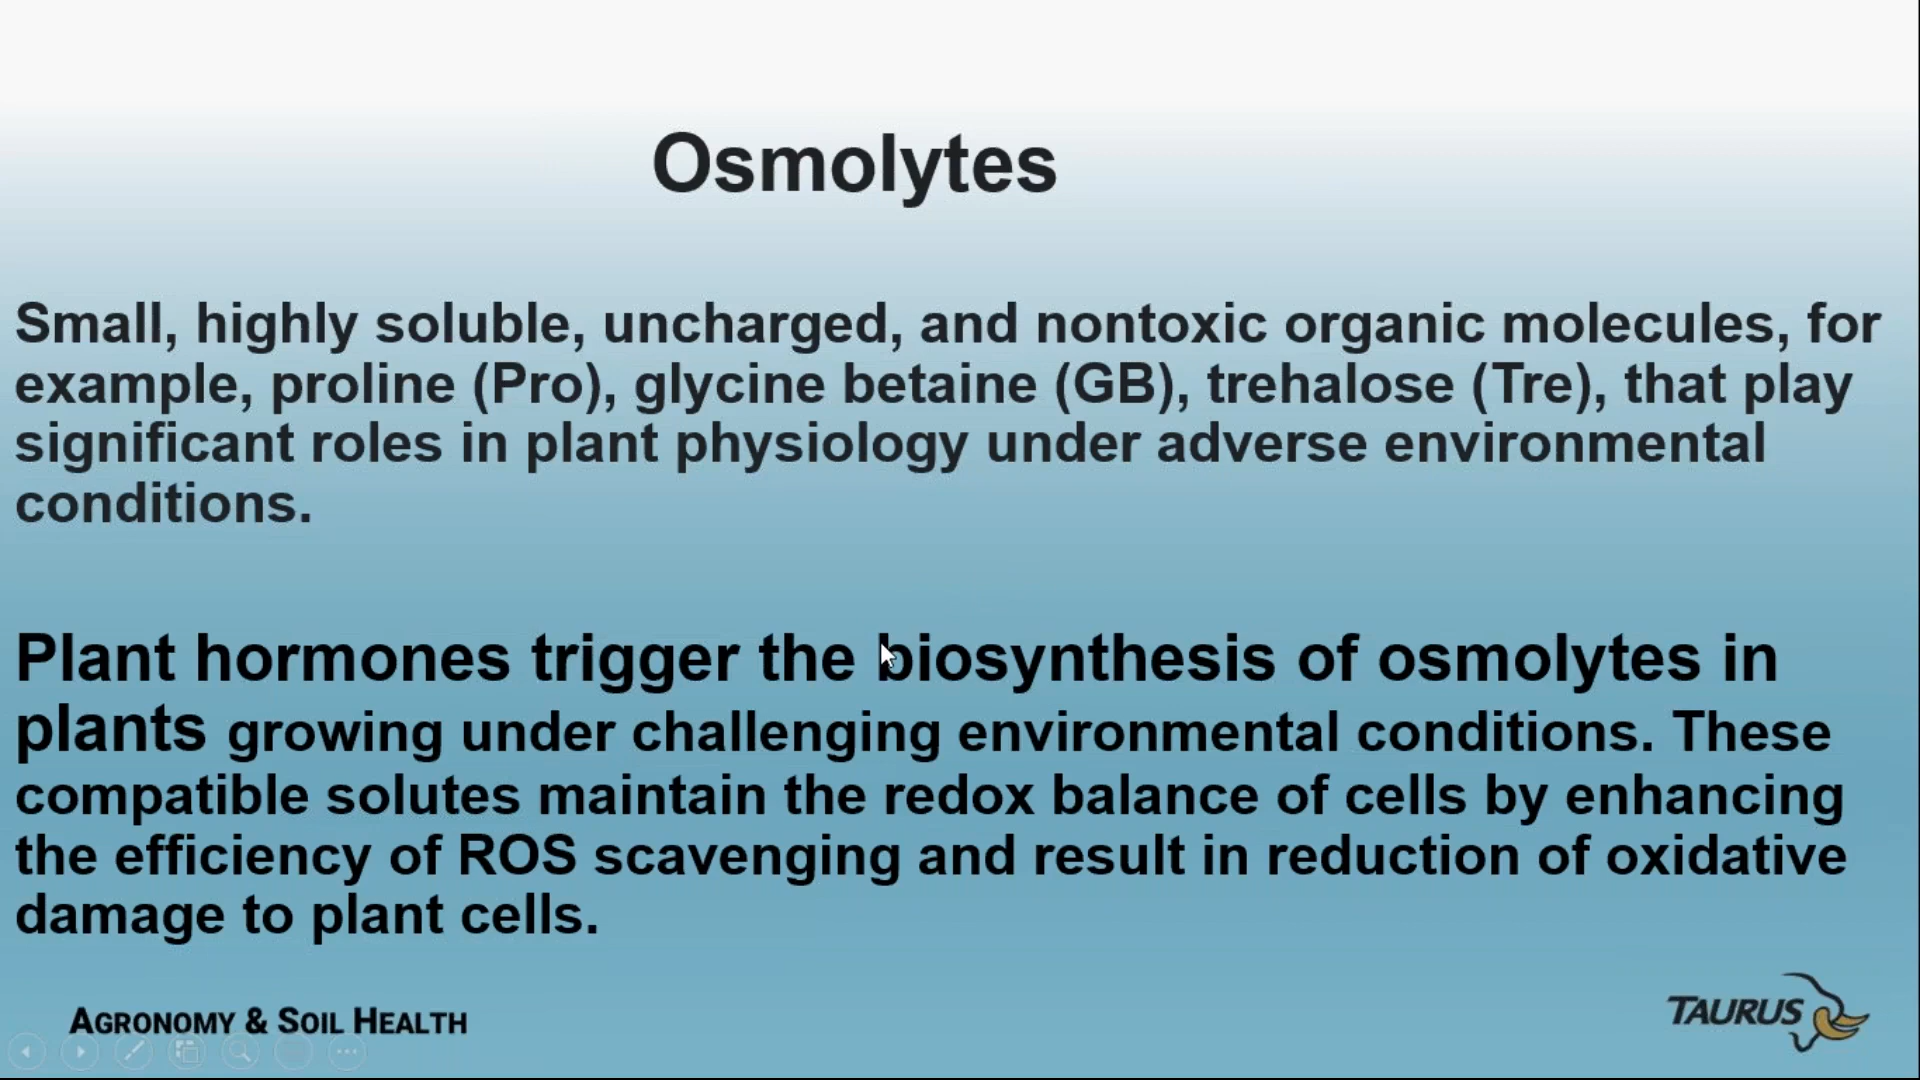 Osmolytes
Small, highly soluble, uncharged, and nontoxic organic molecules, for
example, proline (Pro), glycine betaine (GB), trehalose (Tre), that play
significant roles in plant physiology under adverse environmental
conditions.
Plant hormones trigger the biosynthesis of osmolytes in
plants growing under challenging environmental conditions. These
compatible solutes maintain the redox balance of cells by enhancing
the efficiency of ROS scavenging and result in reduction of oxidative
damage to plant cells.
AGRONOMY & SOIL HEALTH
TAURUS